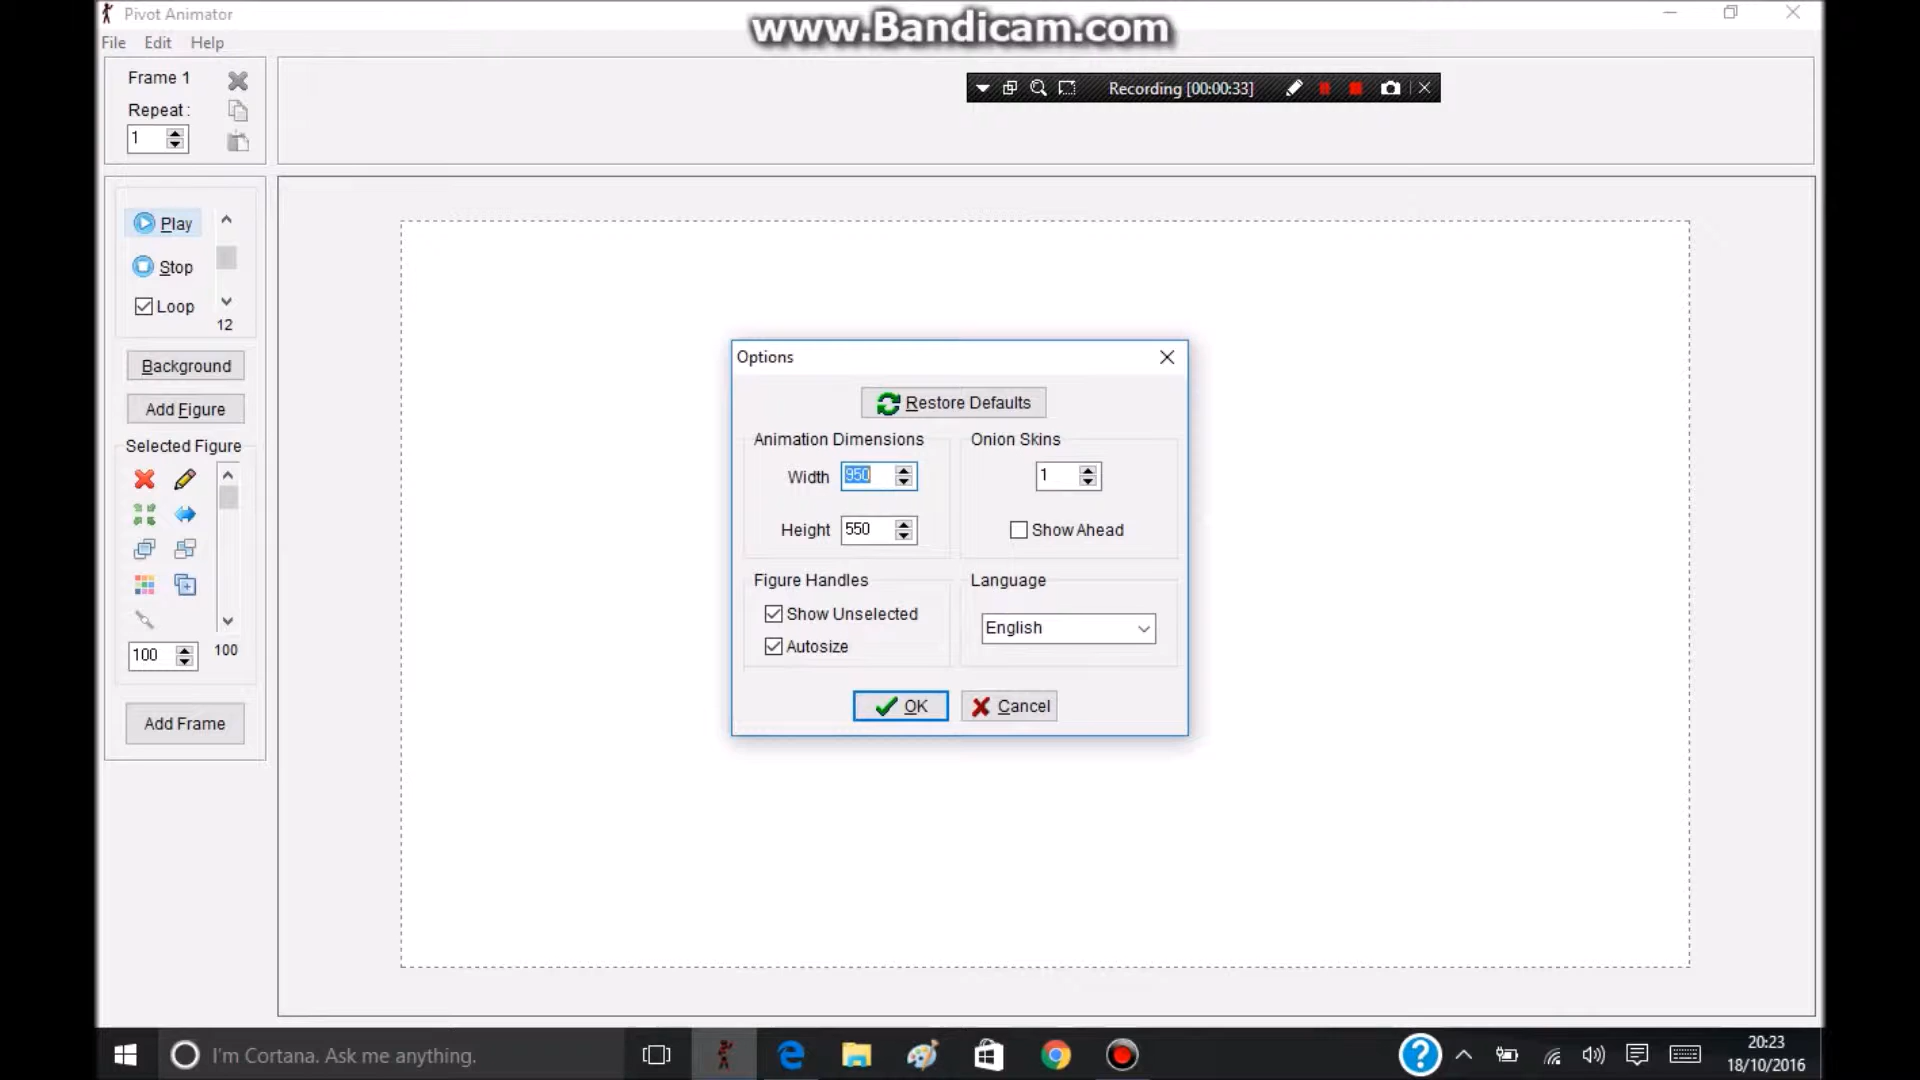 Pivot Animator
www.Bandicam.com
File Edit Help
Frame 1
Repeat :
1
Recording [00:00:33]
Play
Stop
Loop
12
Background
Add Figure
Selected Figure
100
100
Add Frame
Options
Restore Defaults
Animation Dimensions
Width 950
Height 550
Onion Skins
1
Show Ahead
Figure Handles
Show Unselected
Autosize
Language
English
OK
Cancel
I'm Cortana. Ask me anything.
20:23
18/10/2016